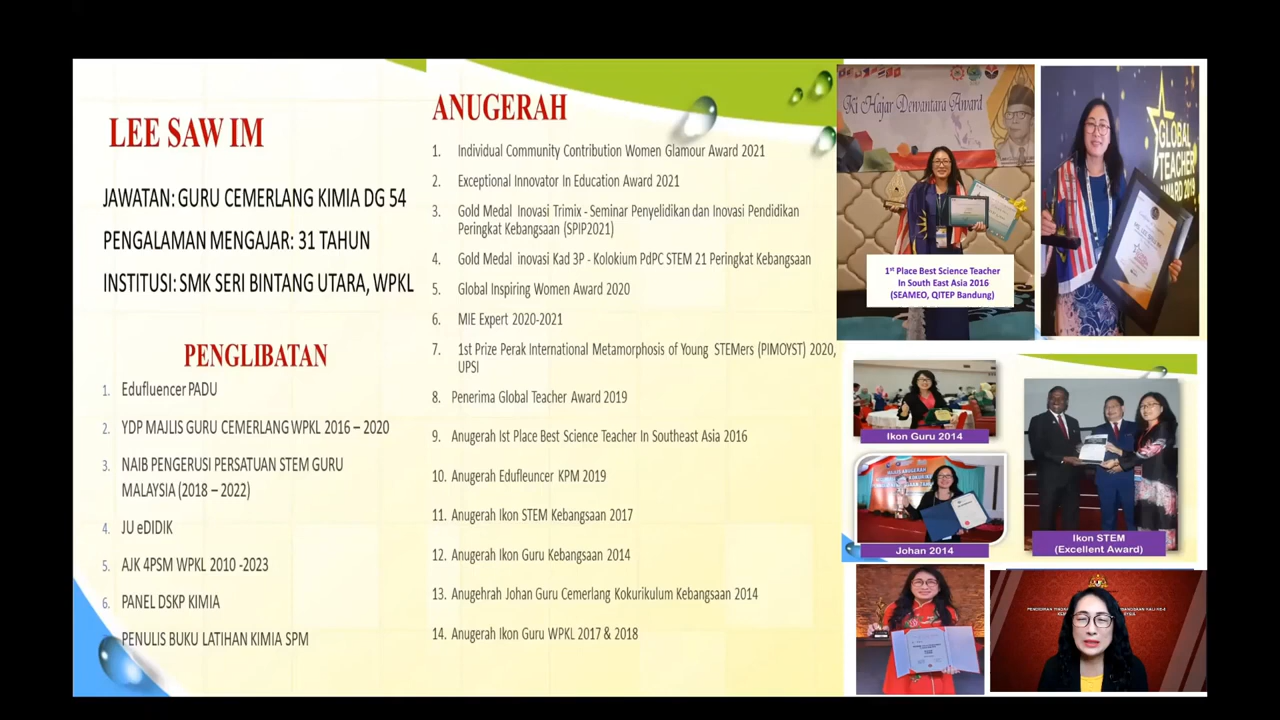 LEE SAW IM
JAWATAN: GURU CEMERLANG KIMIA DG 54
PENGALAMAN MENGAJAR: 31 TAHUN
INSTITUSI: SMK SERI BINTANG UTARA, WPKL
PENGLIBATAN
1. Edufluencer PADU
2. YDP MAJLIS GURU CEMERLANG WPKL 2016 – 2020
3. NAIB PENGERUSI PERSATUAN STEM GURU
MALAYSIA (2018 – 2022)
4. JU eDIDIK
5. AJK 4PSM WPKL 2010 -2023
6. PANEL DSKP KIMIA
PENULIS BUKU LATIHAN KIMIA SPM
ANUGERAH
1. Individual Community Contribution Women Glamour Award 2021
2. Exceptional Innovator In Education Award 2021
3. Gold Medal Inovasi Trimix - Seminar Penyelidikan dan Inovasi Pendidikan
Peringkat Kebangsaan (SPIP2021)
4. Gold Medal inovasi Kad 3P - Kolokium PdPC STEM 21 Peringkat Kebangsaan
5. Global Inspiring Women Award 2020
6. MIE Expert 2020-2021
7. 1st Prize Perak International Metamorphosis of Young STEMers (PIMOYST) 2020,
UPSI
8. Penerima Global Teacher Award 2019
9. Anugerah Ist Place Best Science Teacher In Southeast Asia 2016
10. Anugerah Edufleuncer KPM 2019
11. Anugerah Ikon STEM Kebangsaan 2017
12. Anugerah Ikon Guru Kebangsaan 2014
13. Anugehrah Johan Guru Cemerlang Kokurikulum Kebangsaan 2014
14. Anugerah Ikon Guru WPKL 2017 & 2018
Ki Hajar Dewantara Award
1st Place Best Science Teacher
In South East Asia 2016
(SEAMEO, QITEP Bandung)
GLOBAL
TEACHER
AWARD 2019
Ikon Guru 2014
Johan 2014
Ikon STEM
(Excellent Award)